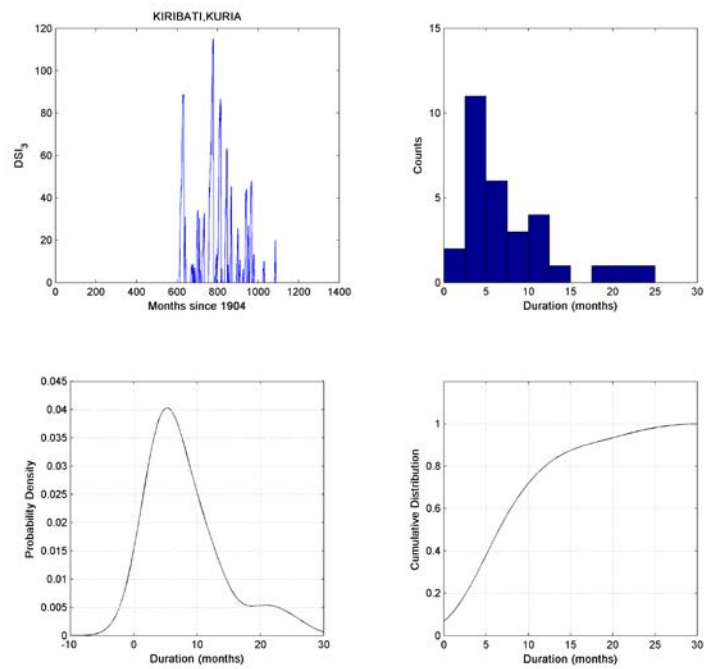 KIRIBATI,KURIA
120
100
80
60
40
20
0
DSI3
0 200 400 600 800 1000 1200 1400
Months since 1904
15
10
5
0
Counts
0 5 10 15 20 25 30
Duration (months)
0.045
0.04
0.035
0.03
0.025
0.02
0.015
0.01
0.005
0
Probability Density
-10 0 10 20 30
Duration (months)
1
0.8
0.6
0.4
0.2
0
Cumulative Distribution
0 5 10 15 20 25 30
Duration (months)